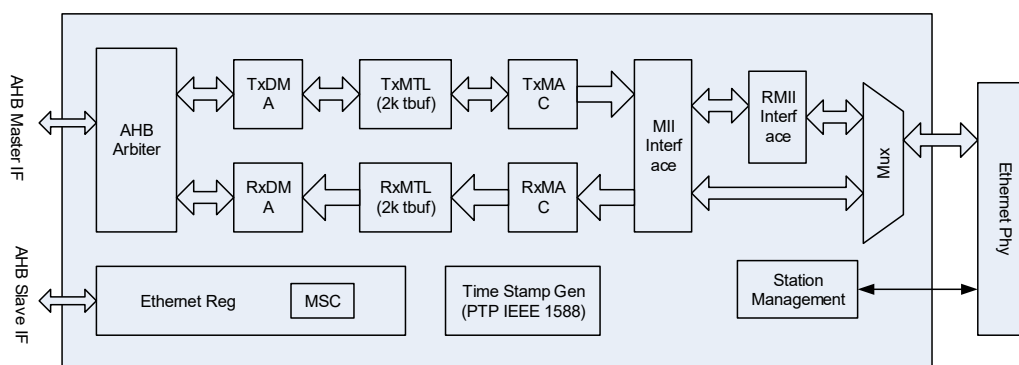 AHB Master IF
AHB Slave IF
AHB
Arbiter
TxDM
A
TxMTL
(2k tbuf)
TxMA
C
MII
Interf
ace
RMII
Interf
ace
Mux
Ethernet Phy
RxDM
A
RxMTL
(2k tbuf)
RxMA
C
Ethernet Reg
MSC
Time Stamp Gen
(PTP IEEE 1588)
Station
Management